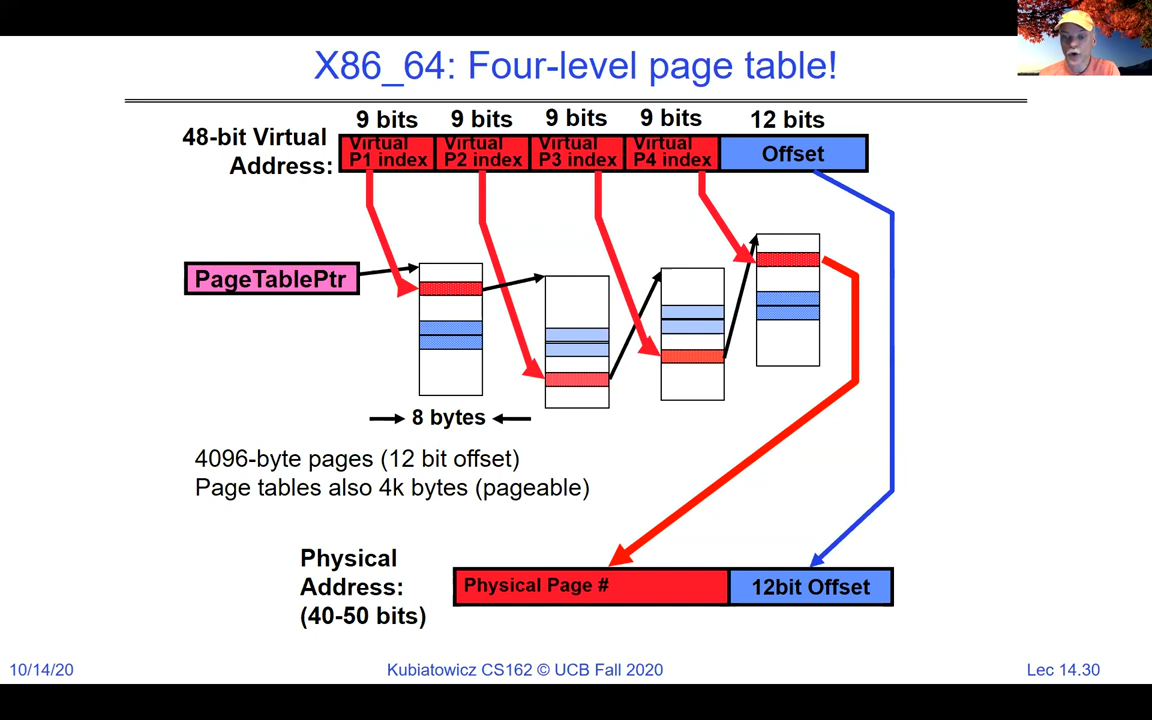 X86_64: Four-level page table!
9 bits 9 bits 9 bits 9 bits 12 bits
48-bit Virtual
Address:
Virtual
P1 index
Virtual
P2 index
Virtual
P3 index
Virtual
P4 index
Offset
PageTablePtr
8 bytes
4096-byte pages (12 bit offset)
Page tables also 4k bytes (pageable)
Physical
Address:
(40-50 bits)
Physical Page #
12bit Offset
10/14/20
Kubiatowicz CS162 © UCB Fall 2020
Lec 14.30